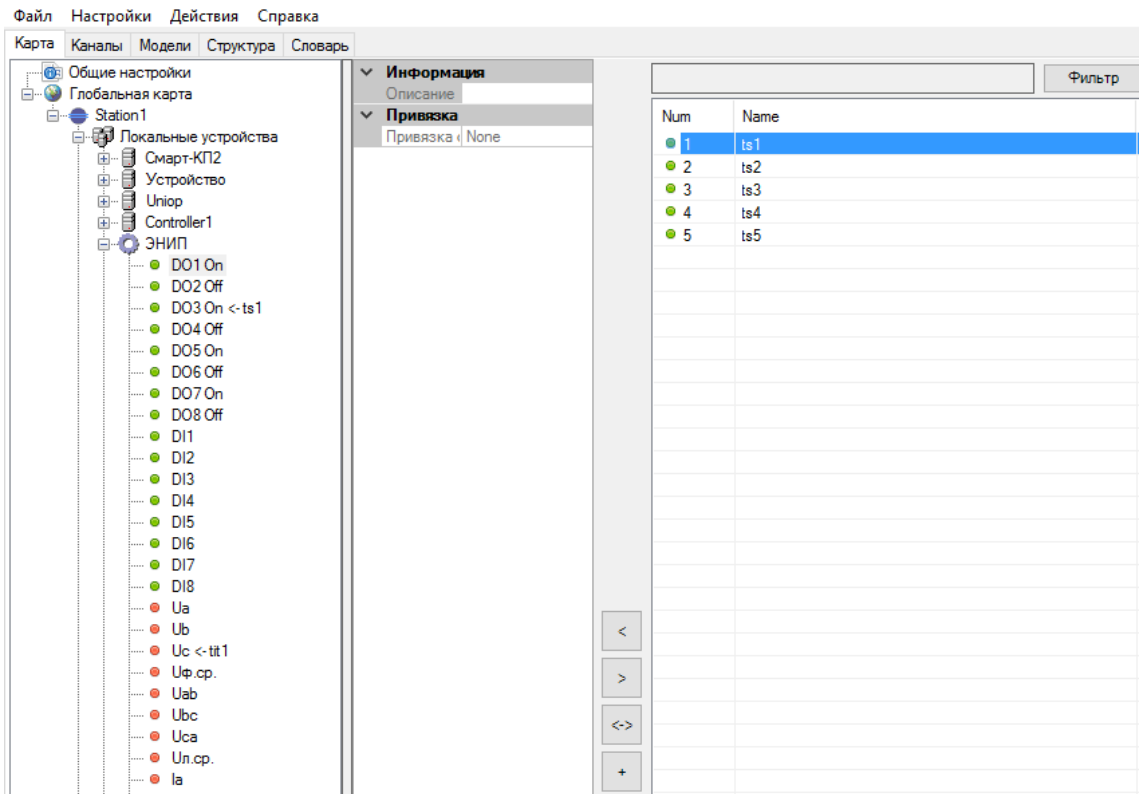 Файл Настройки Действия Справка
Карта Каналы Модели Структура Словарь
Общие настройки
Глобальная карта
Station1
Локальные устройства
Смарт-КП2
Устройство
Uniop
Controller1
ЭНИП
DO1 On
DO2 Off
DO3 On <-ts1
DO4 Off
DO5 On
DO6 Off
DO7 On
DO8 Off
DI1
DI2
DI3
DI4
DI5
DI6
DI7
DI8
Ua
Ub
Uc <-tit1
Uф.ср.
Uab
Ubc
Uca
Uл.ср.
Ia
Информация
Описание
Привязка
Привязка None
<
>
<->
+
Фильтр
Num Name
1 ts1
2 ts2
3 ts3
4 ts4
5 ts5